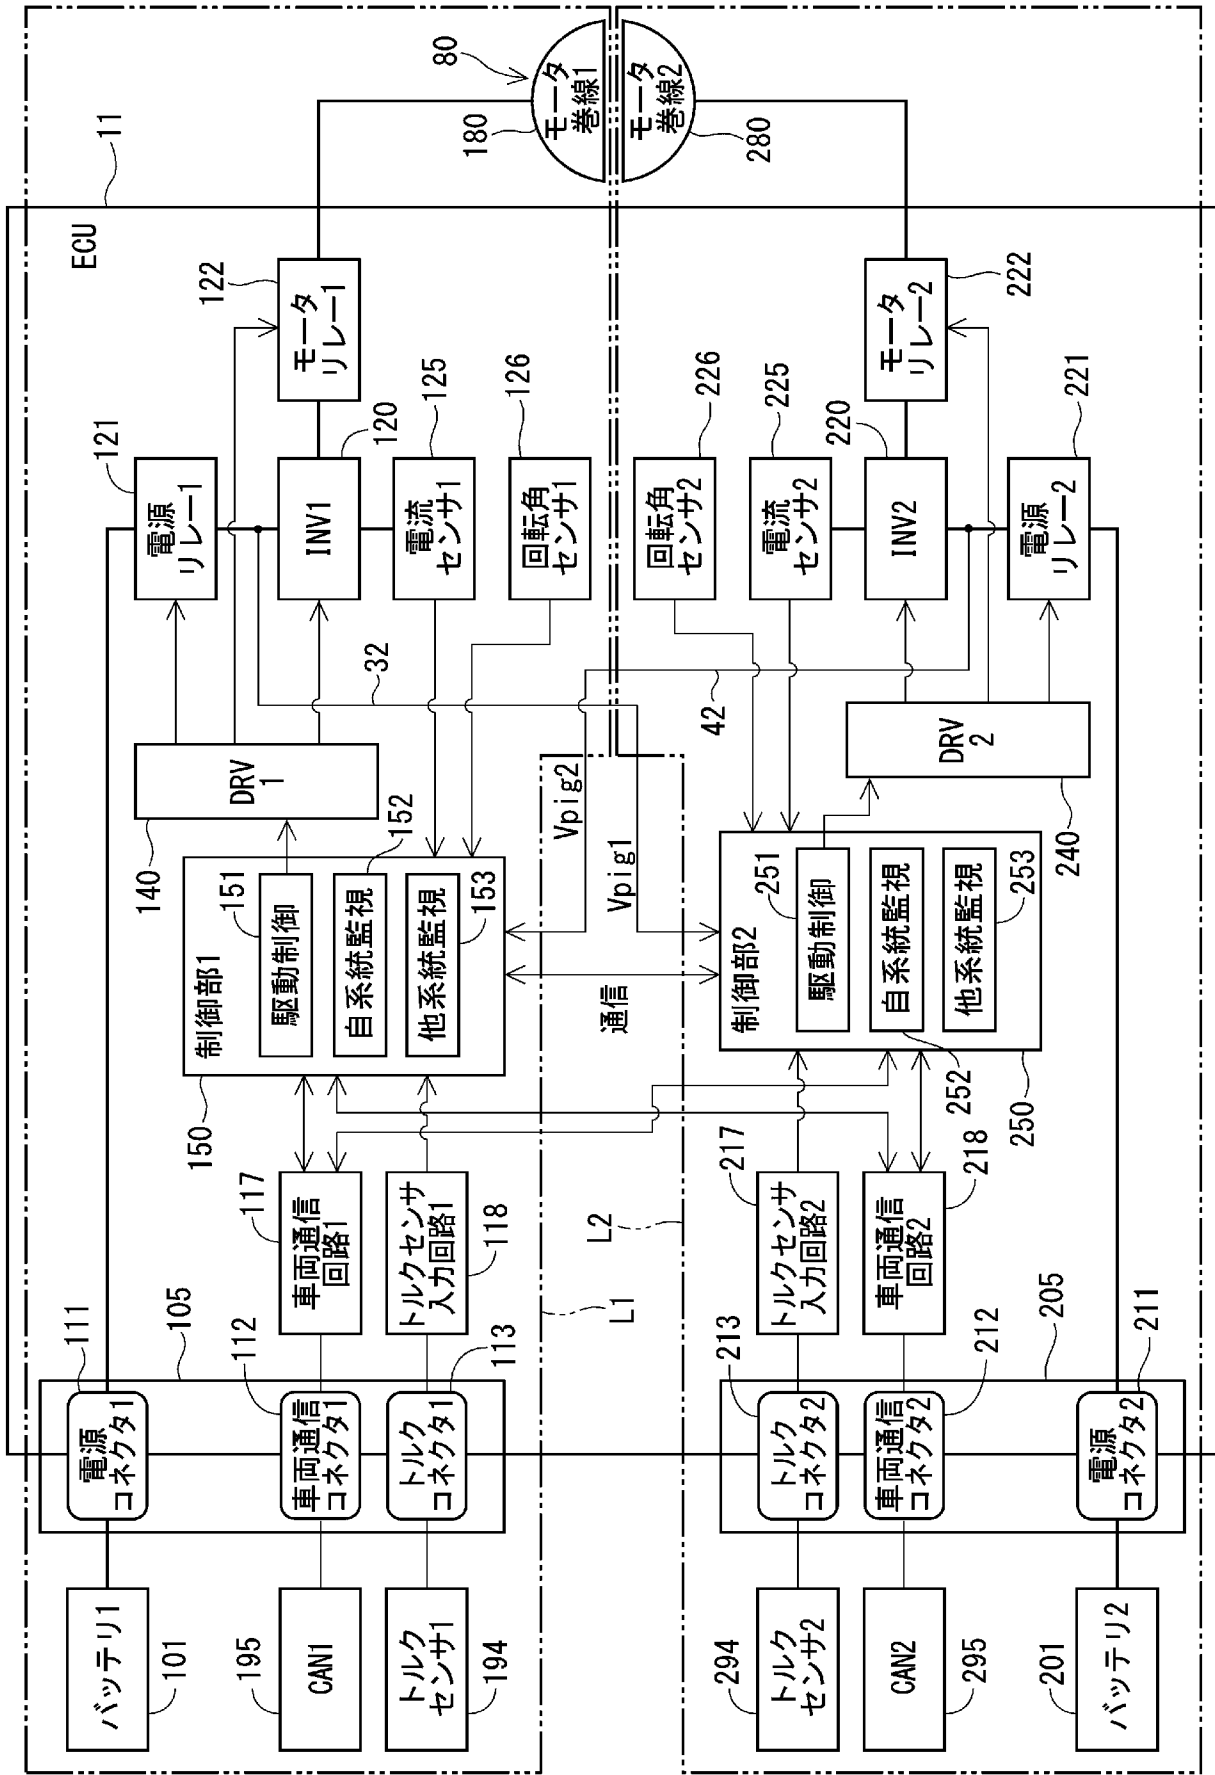 ECU
11
バッテリ1
101
電源
コネクタ1
111
105
電源
リレー1
121
モータ
リレー1
122
80
モータ
巻線1
180
CAN1
195
車両通信
コネクタ1
112
車両通信
回路1
117
制御部1
150
駆動制御
151
自系統監視
152
他系統監視
153
DRV
1
140
INV1
120
トルク
センサ1
194
トルク
コネクタ1
113
トルクセンサ
入力回路1
118
電流
センサ1
125
回転角
センサ1
126
32
L1
L2
通信
Vpig2
Vpig1
42
モータ
巻線2
280
トルク
センサ2
294
トルク
コネクタ2
213
トルクセンサ
入力回路2
217
制御部2
250
駆動制御
251
自系統監視
252
他系統監視
253
回転角
センサ2
226
電流
センサ2
225
CAN2
295
車両通信
コネクタ2
212
車両通信
回路2
218
DRV
2
240
INV2
220
モータ
リレー2
222
バッテリ2
201
電源
コネクタ2
211
205
電源
リレー2
221